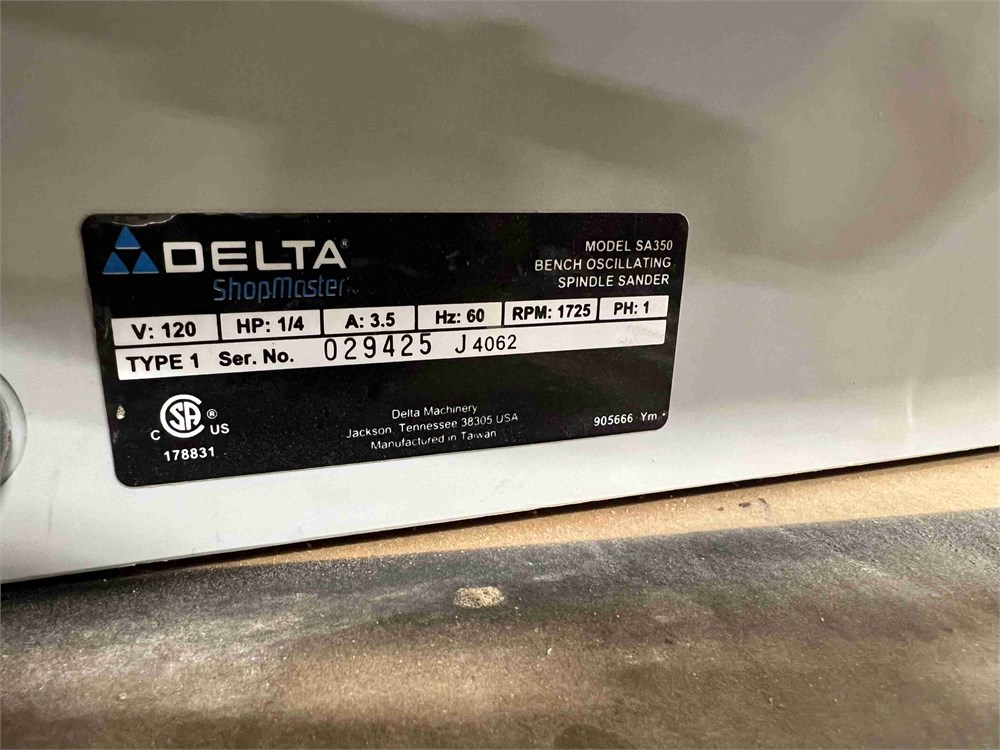 DELTA®
ShopMaster
MODEL SA350
BENCH OSCILLATING
SPINDLE SANDER
V: 120 HP: 1/4 A: 3.5 Hz: 60 RPM: 1725 PH: 1
TYPE 1 Ser. No. 029425 J4062
C SA ® US
178831
Delta Machinery
Jackson, Tennessee 38305 USA
Manufactured in Taiwan
905666 Ym